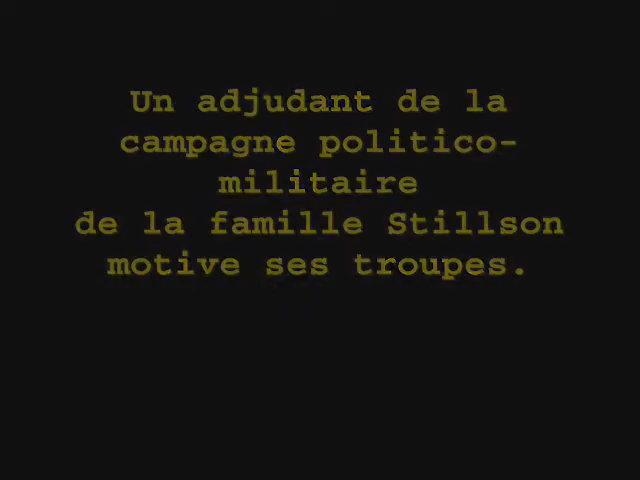 Un adjudant de la
campagne politico-
militaire
de la famille Stillson
motive ses troupes.